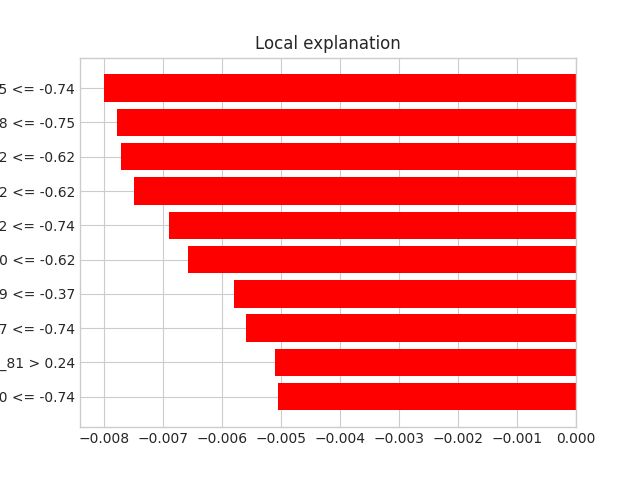 Local explanation
5 <= -0.74
8 <= -0.75
2 <= -0.62
2 <= -0.62
2 <= -0.74
0 <= -0.62
9 <= -0.37
7 <= -0.74
_81 > 0.24
0 <= -0.74
−0.008 −0.007 −0.006 −0.005 −0.004 −0.003 −0.002 −0.001 0.000